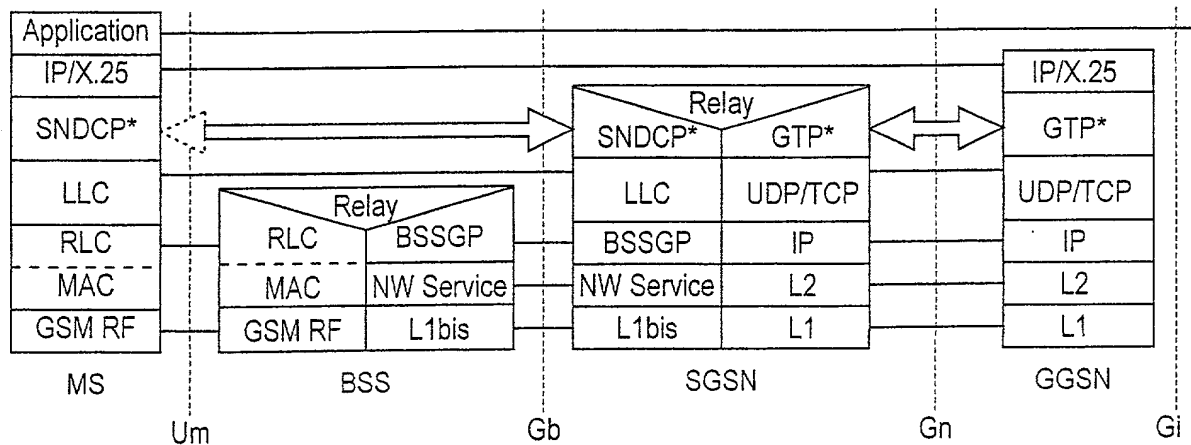 Application
IP/X.25
SNDCP*
LLC
RLC
MAC
GSM RF
MS
Relay
RLC
BSSGP
MAC
NW Service
GSM RF
L1bis
BSS
Relay
SNDCP*
GTP*
LLC
UDP/TCP
BSSGP
IP
NW Service
L2
L1bis
L1
SGSN
IP/X.25
GTP*
UDP/TCP
IP
L2
L1
GGSN
Um
Gb
Gn
Gi